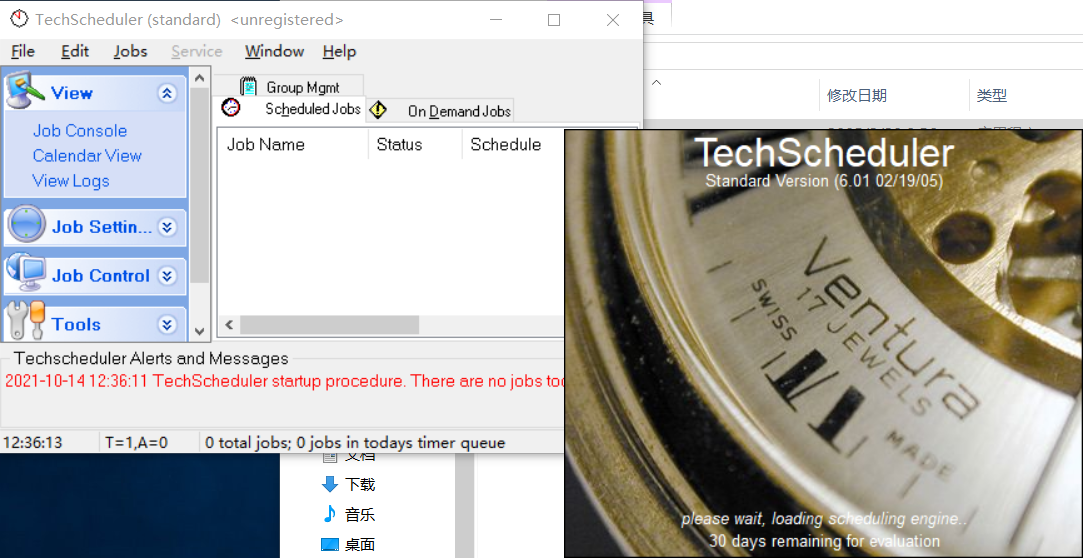 TechScheduler (standard) <unregistered>
File Edit Jobs Service Window Help
View
Job Console
Calendar View
View Logs
Job Settin...
Job Control
Tools
Group Mgmt
Scheduled Jobs
On Demand Jobs
Job Name Status Schedule
Techscheduler Alerts and Messages
2021-10-14 12:36:11 TechScheduler startup procedure. There are no jobs
12:36:13 T=1,A=0 0 total jobs; 0 jobs in todays timer queue
具
修改日期 类型
文档
下载
音乐
桌面
TechScheduler
Standard Version (6.01 02/19/05)
Ventura
17 JEWELS
SWISS
MADE
please wait, loading scheduling engine..
30 days remaining for evaluation